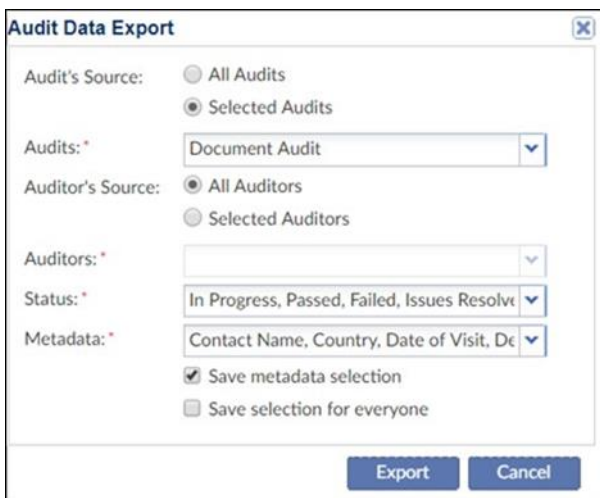 Audit Data Export
Audit's Source:
All Audits
Selected Audits
Audits:*
Document Audit
Auditor's Source:
All Auditors
Selected Auditors
Auditors:*
Status:*
In Progress, Passed, Failed, Issues Resolve
Metadata:*
Contact Name, Country, Date of Visit, De
Save metadata selection
Save selection for everyone
Export
Cancel